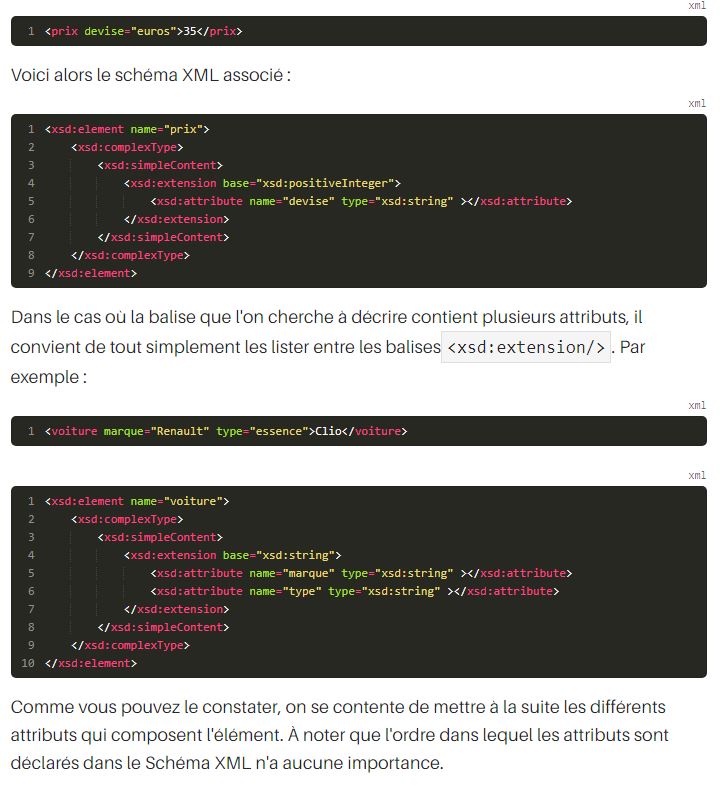 xml
1 <prix devise="euros">35</prix>
Voici alors le schéma XML associé :
xml
1 <xsd:element name="prix">
2 <xsd:complexType>
3 <xsd:simpleContent>
4 <xsd:extension base="xsd:positiveInteger">
5 <xsd:attribute name="devise" type="xsd:string" ></xsd:attribute>
6 </xsd:extension>
7 </xsd:simpleContent>
8 </xsd:complexType>
9 </xsd:element>
Dans le cas où la balise que l'on cherche à décrire contient plusieurs attributs, il
convient de tout simplement les lister entre les balises <xsd:extension/> . Par
exemple :
xml
1 <voiture marque="Renault" type="essence">Clio</voiture>
xml
1 <xsd:element name="voiture">
2 <xsd:complexType>
3 <xsd:simpleContent>
4 <xsd:extension base="xsd:string">
5 <xsd:attribute name="marque" type="xsd:string" ></xsd:attribute>
6 <xsd:attribute name="type" type="xsd:string" ></xsd:attribute>
7 </xsd:extension>
8 </xsd:simpleContent>
9 </xsd:complexType>
10 </xsd:element>
Comme vous pouvez le constater, on se contente de mettre à la suite les différents
attributs qui composent l'élément. À noter que l'ordre dans lequel les attributs sont
déclarés dans le Schéma XML n'a aucune importance.